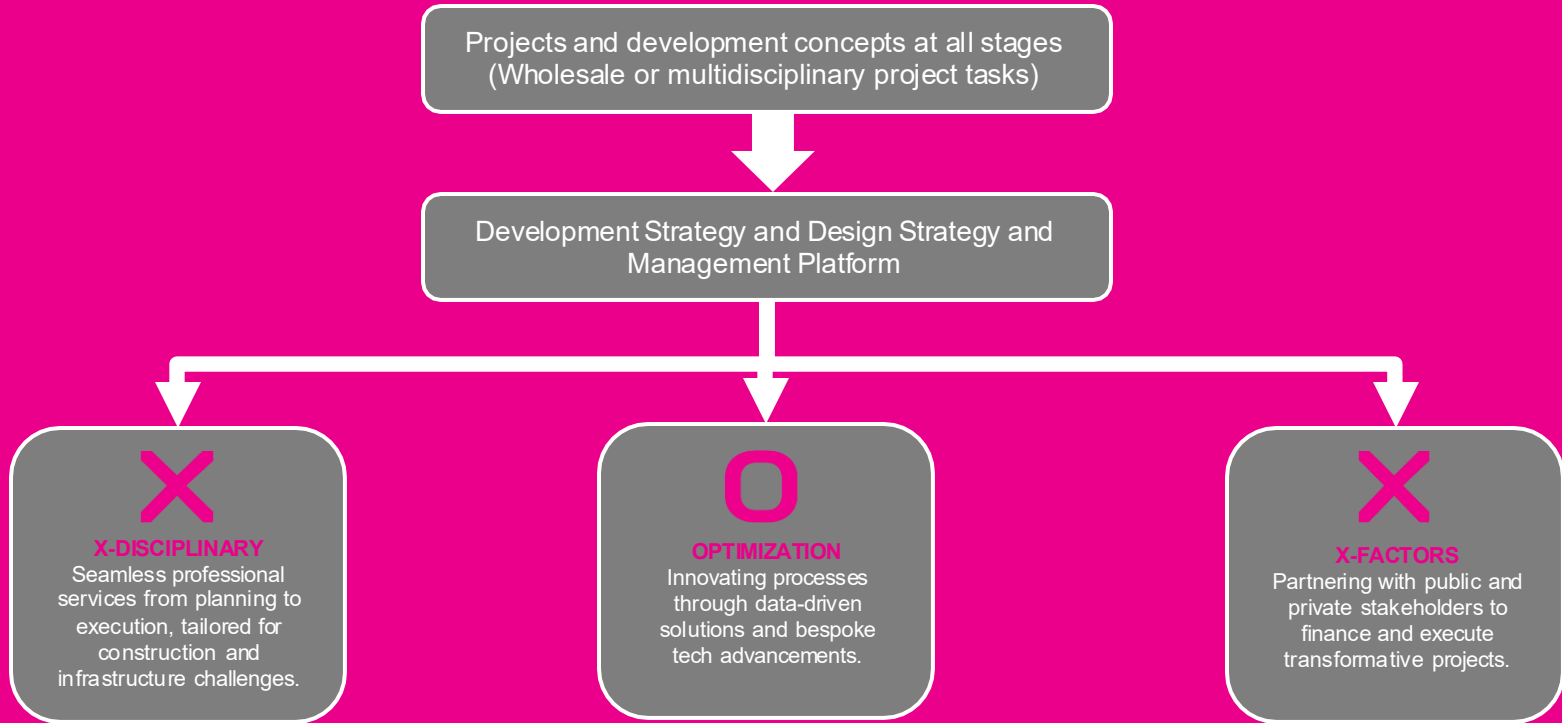 Projects and development concepts at all stages
(Wholesale or multidisciplinary project tasks)
Development Strategy and Design Strategy and
Management Platform
X
X-DISCIPLINARY
Seamless professional
services from planning to
execution, tailored for
construction and
infrastructure challenges.
O
OPTIMIZATION
Innovating processes
through data-driven
solutions and bespoke
tech advancements.
X
X-FACTORS
Partnering with public and
private stakeholders to
finance and execute
transformative projects.